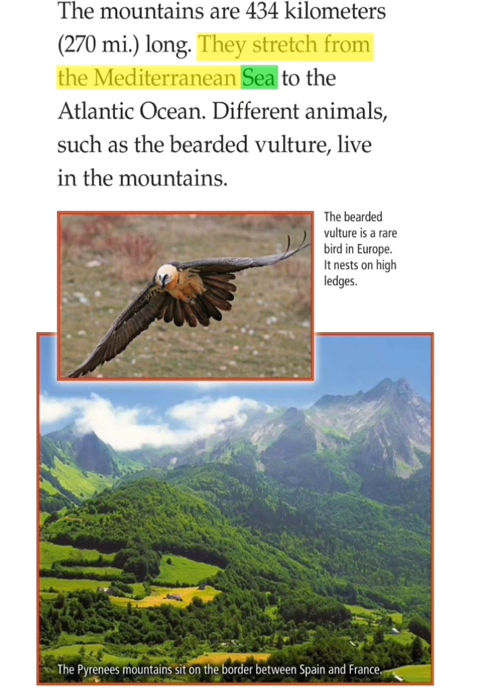 The mountains are 434 kilometers
(270 mi.) long. They stretch from
the Mediterranean Sea to the
Atlantic Ocean. Different animals,
such as the bearded vulture, live
in the mountains.
The bearded
vulture is a rare
bird in Europe.
It nests on high
ledges.
The Pyrenees mountains sit on the border between Spain and France.